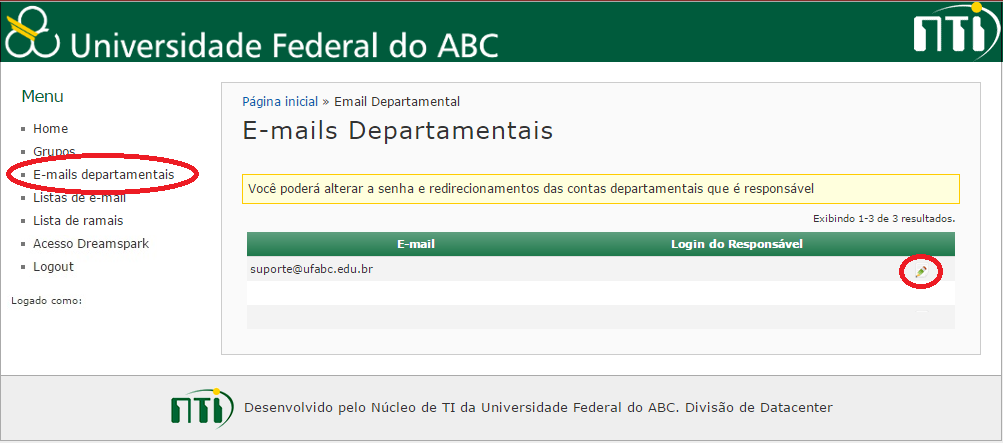 Universidade Federal do ABC
NTI
Menu
Home
Grupos
E-mails departamentais
Listas de e-mail
Lista de ramais
Acesso Dreamspark
Logout
Logado como:
Página inicial » Email Departamental
E-mails Departamentais
Você poderá alterar a senha e redirecionamentos das contas departamentais que é responsável
Exibindo 1-3 de 3 resultados.
E-mail Login do Responsável
suporte@ufabc.edu.br
NTI Desenvolvido pelo Núcleo de TI da Universidade Federal do ABC. Divisão de Datacenter